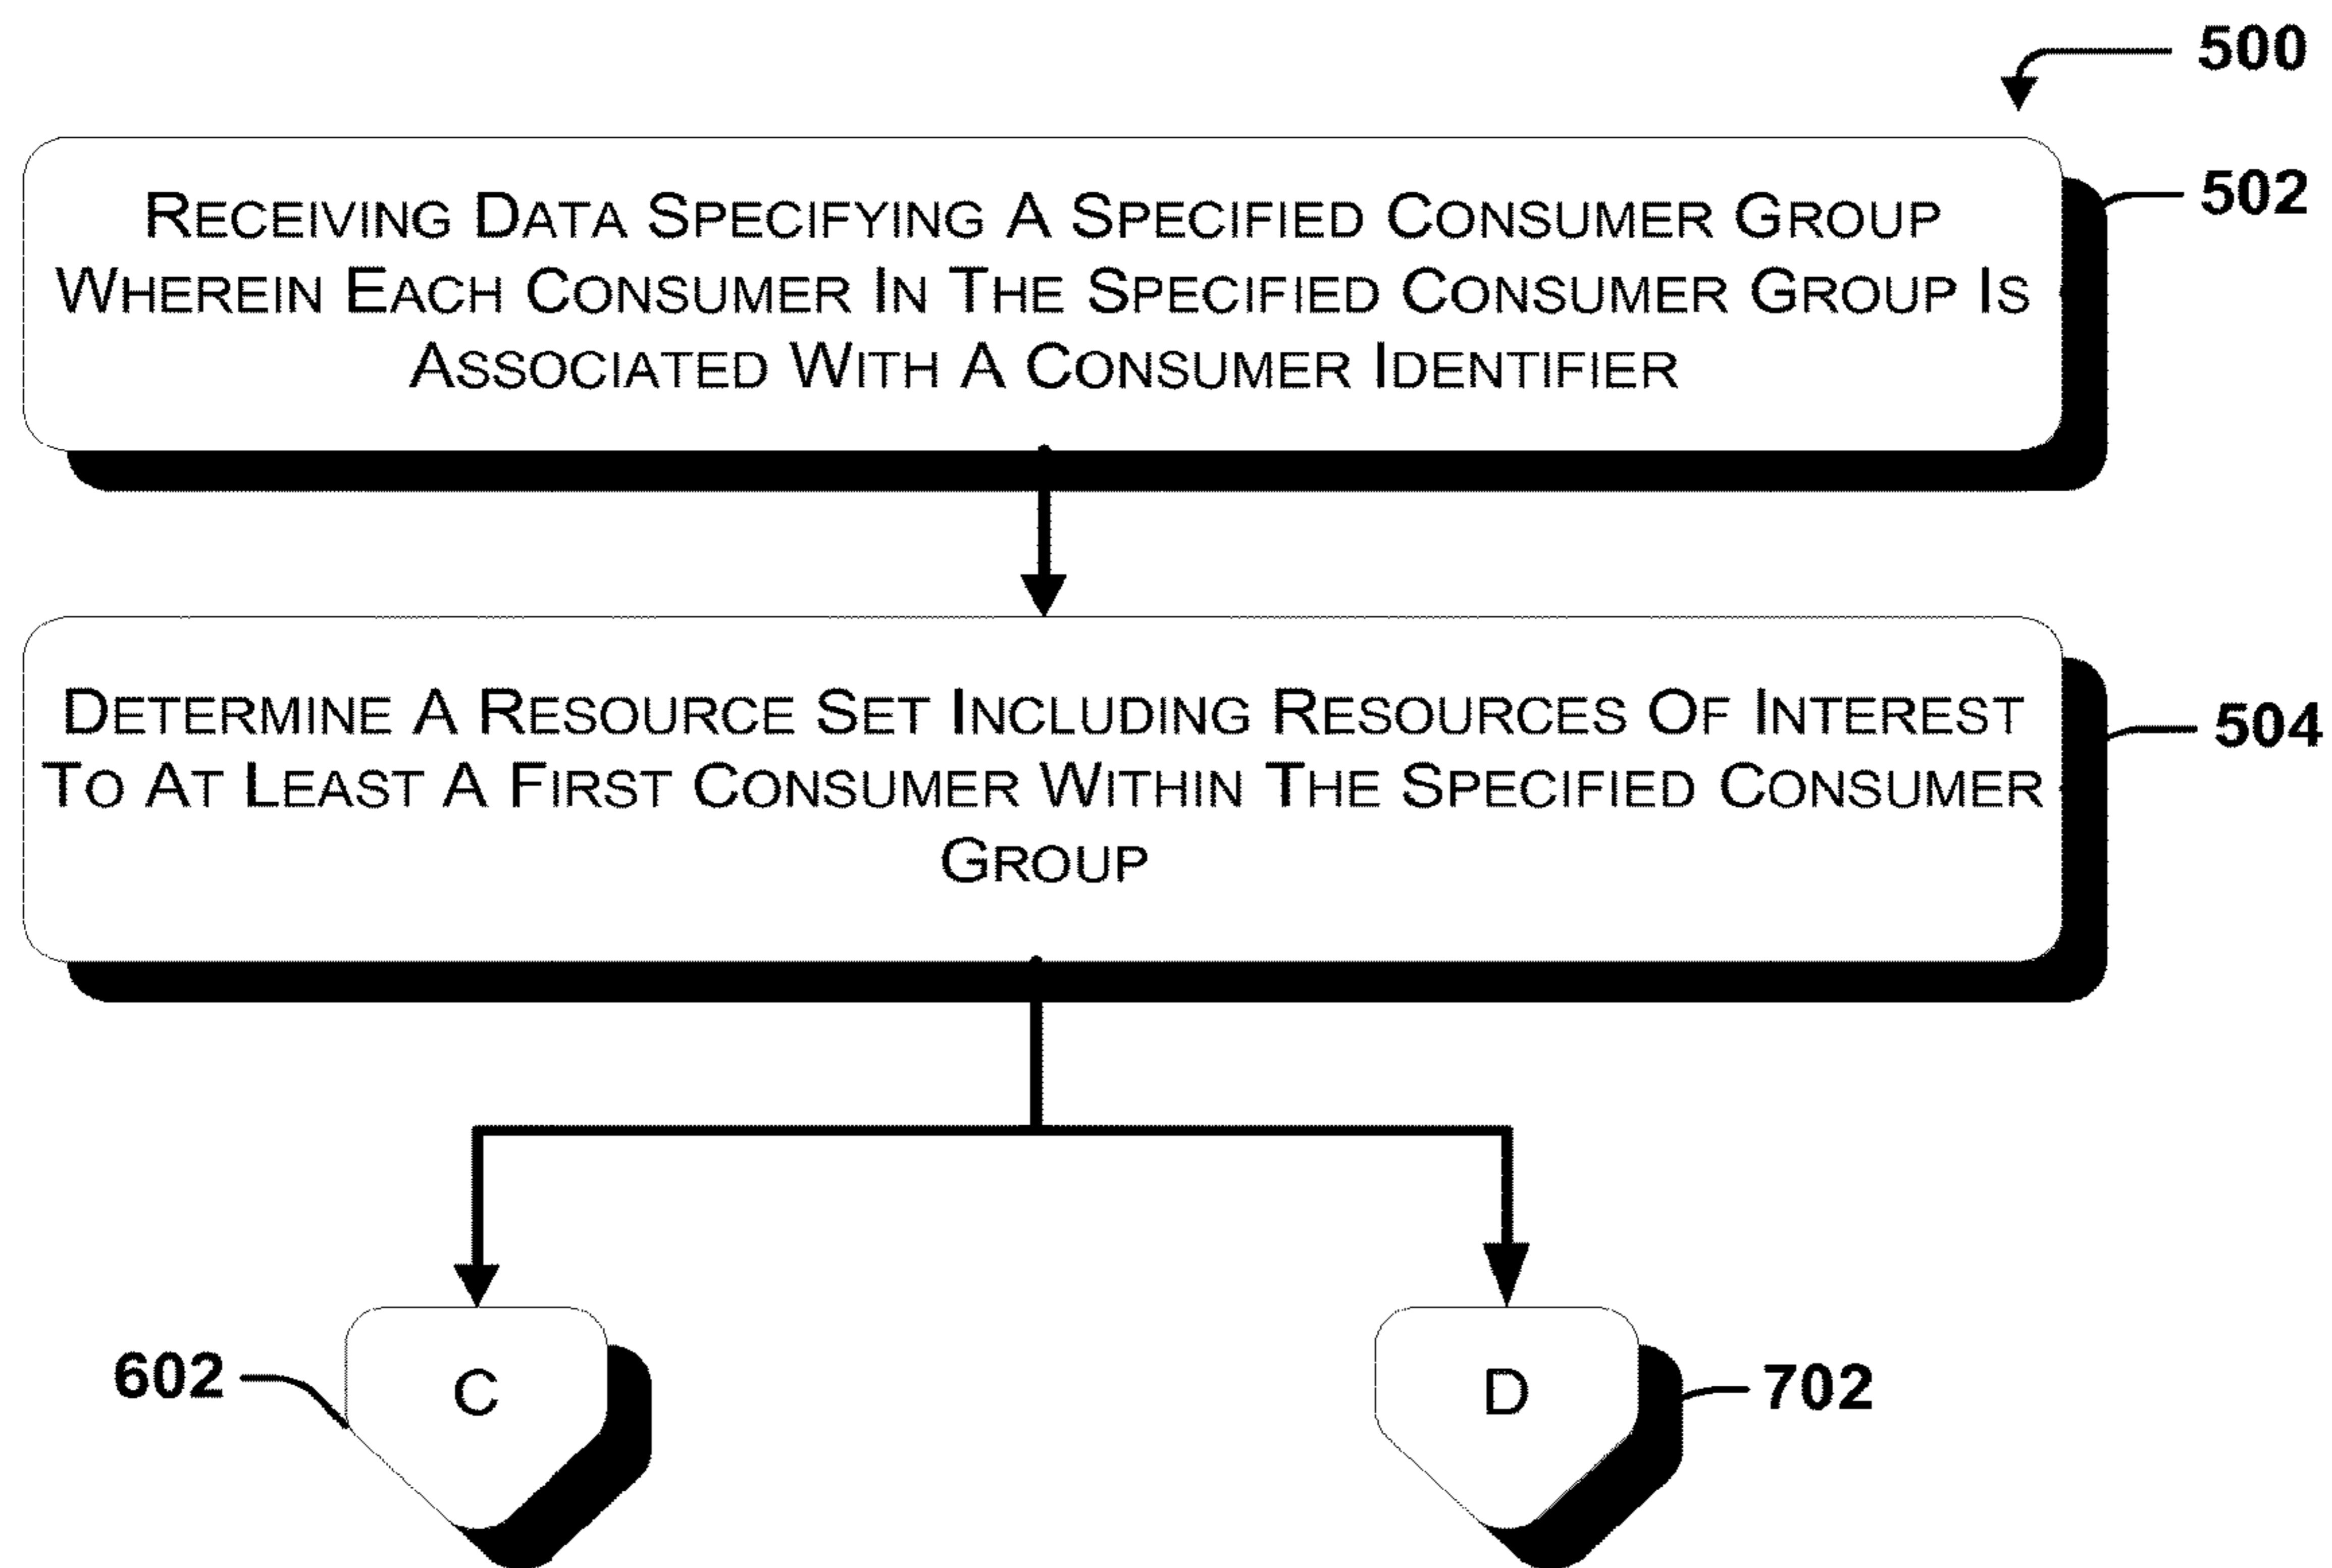 500
RECEIVING DATA SPECIFYING A SPECIFIED CONSUMER GROUP
WHEREIN EACH CONSUMER IN THE SPECIFIED CONSUMER GROUP IS
ASSOCIATED WITH A CONSUMER IDENTIFIER
502
DETERMINE A RESOURCE SET INCLUDING RESOURCES OF INTEREST
TO AT LEAST A FIRST CONSUMER WITHIN THE SPECIFIED CONSUMER
GROUP
504
602
C
D
702